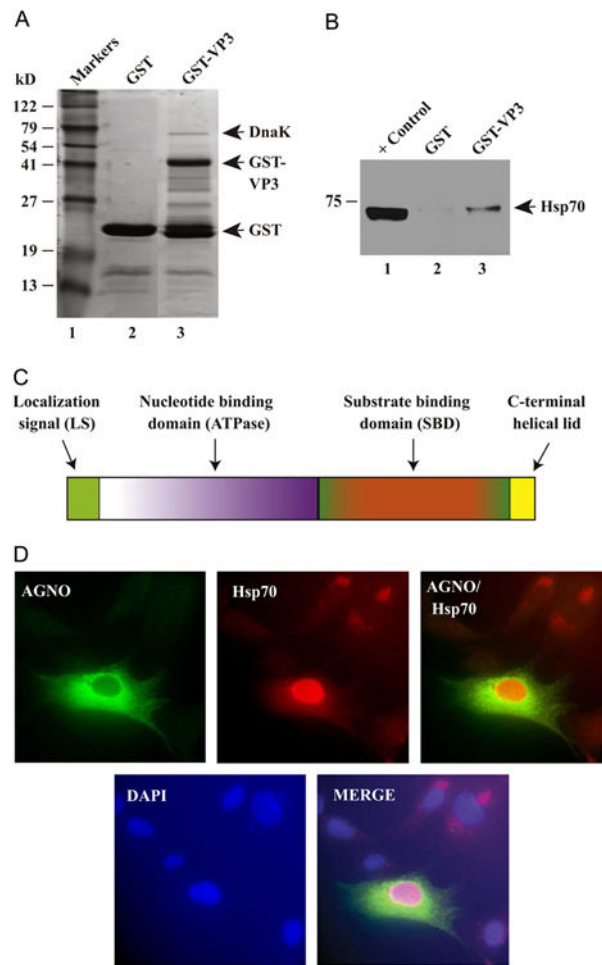 A
Markers
GST
GST-VP3
kD
122
79
54
41
27
19
13
DnaK
GST-
VP3
GST
1
2
3
B
+ Control
GST
GST-VP3
75
Hsp70
1
2
3
C
Localization
signal (LS)
Nucleotide binding
domain (ATPase)
Substrate binding
domain (SBD)
C-terminal
helical lid
D
AGNO
Hsp70
AGNO/
Hsp70
DAPI
MERGE